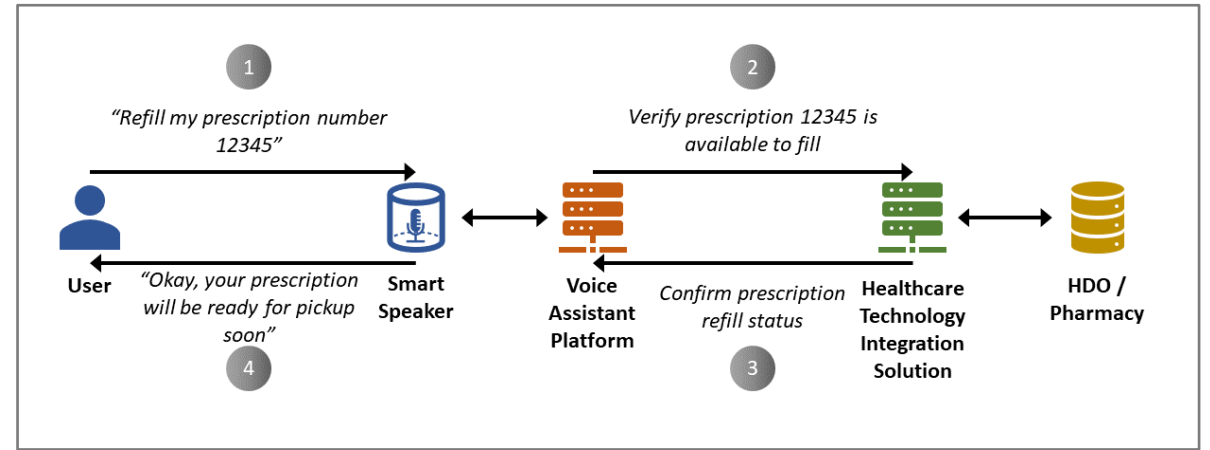 1
“Refill my prescription number
12345”
2
Verify prescription 12345 is
available to fill
User
Smart
Speaker
Voice
Assistant
Platform
Healthcare
Technology
Integration
Solution
HDO /
Pharmacy
“Okay, your prescription
will be ready for pickup
soon”
4
Confirm prescription
refill status
3